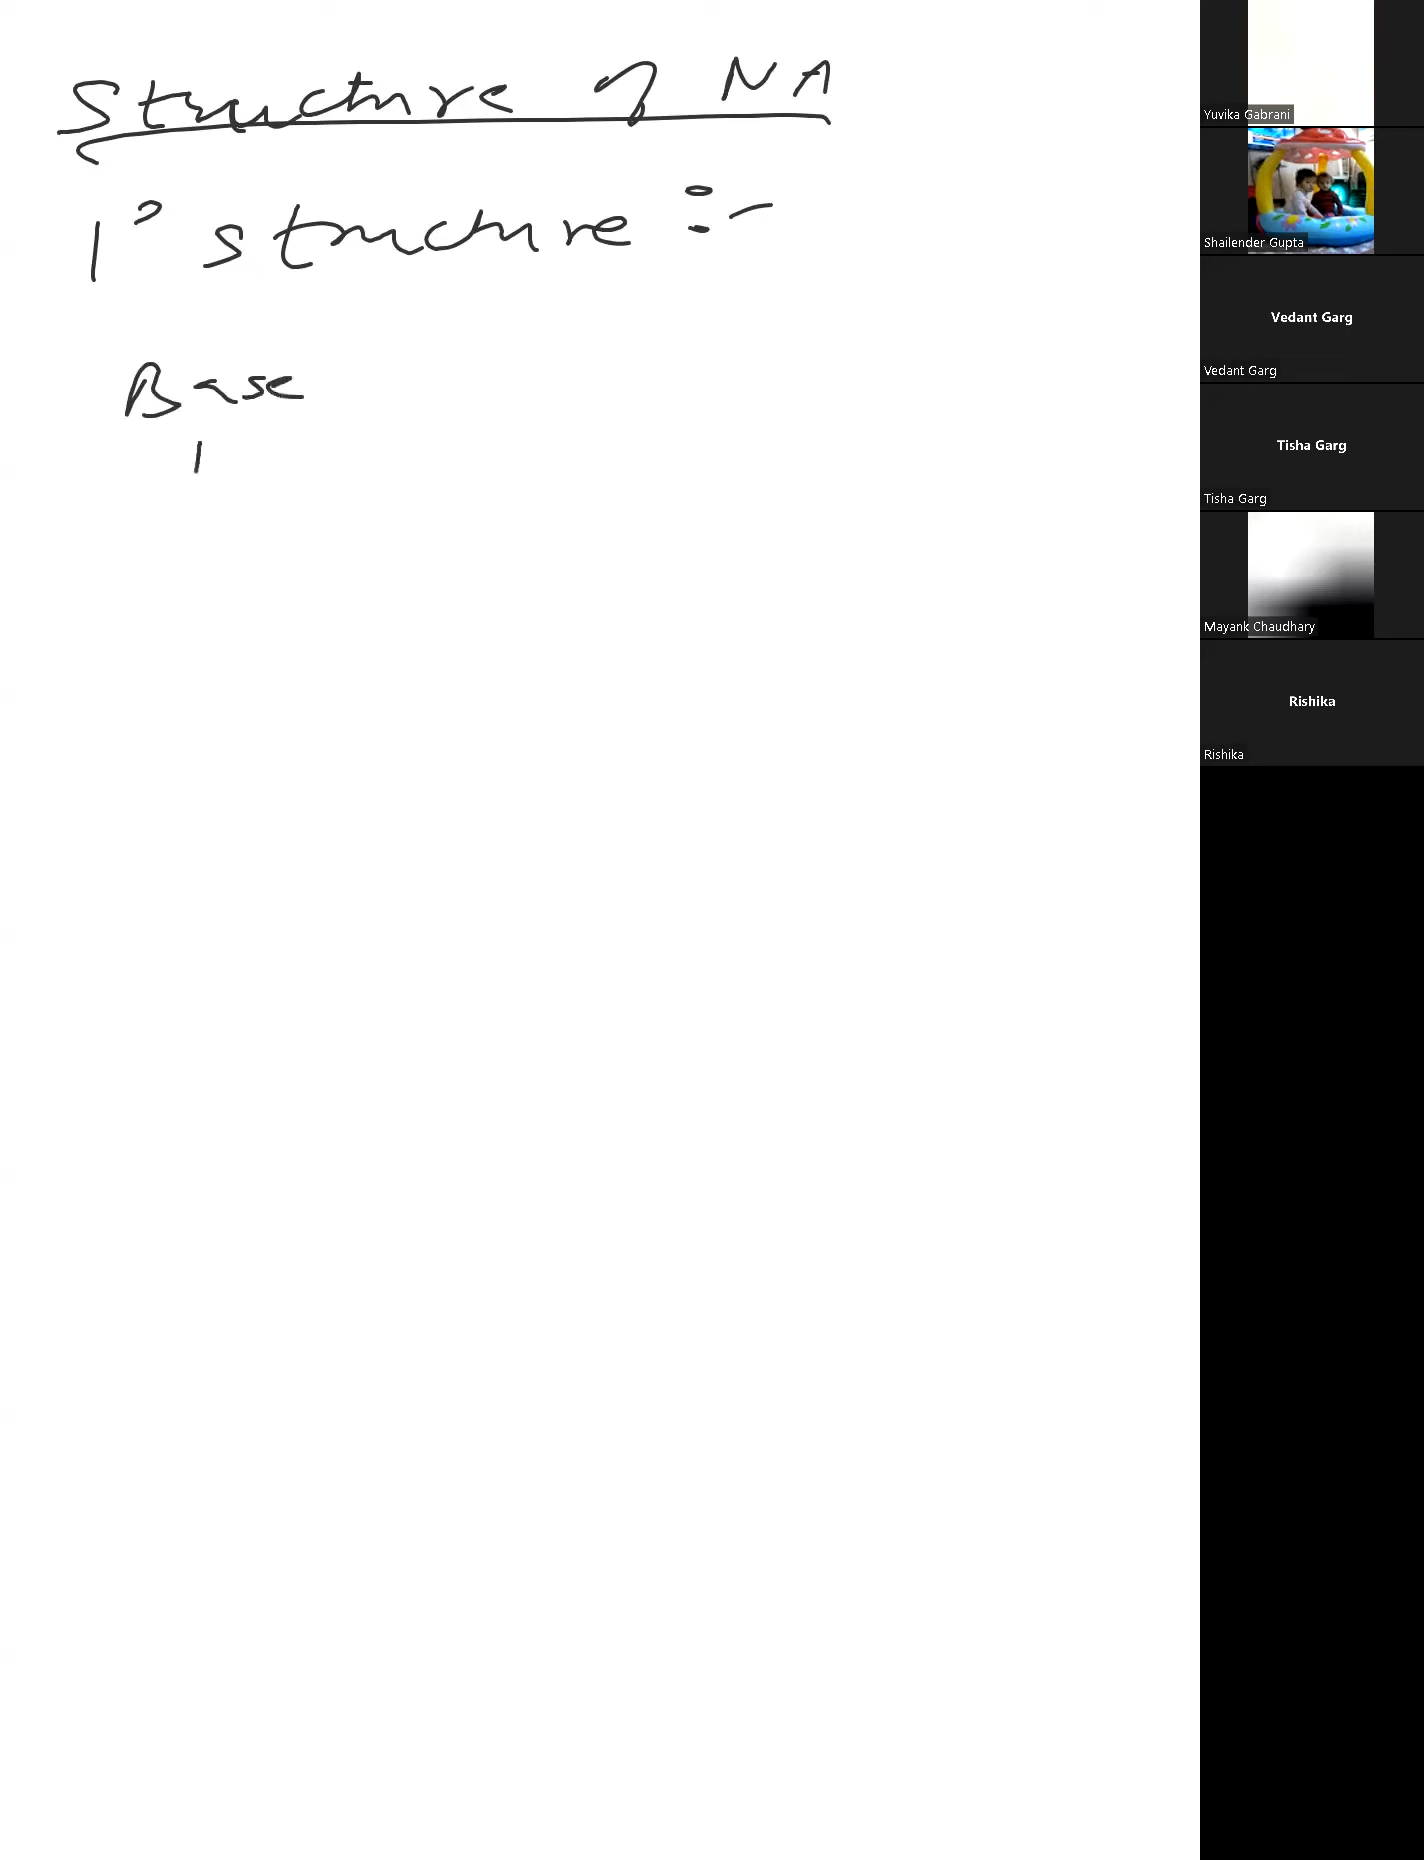 Structure of NA
1° structure :-
Base
Yuvika Gabrani
Shailender Gupta
Vedant Garg
Vedant Garg
Tisha Garg
Tisha Garg
Mayank Chaudhary
Rishika
Rishika